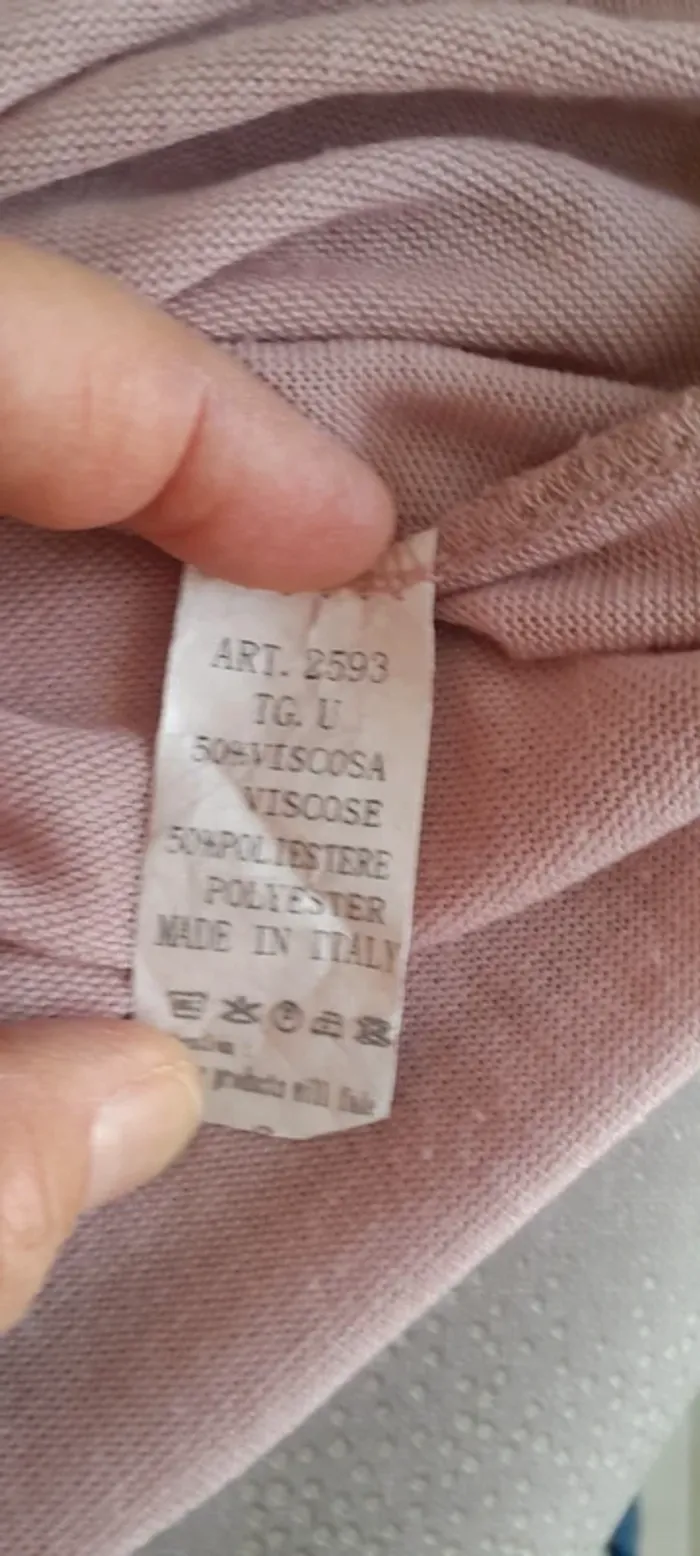 ART. 2593
TG. U
50%VISCOSA
VISCOSE
50%POLIESTERE
POLYESTER
MADE IN ITALY
products will fade